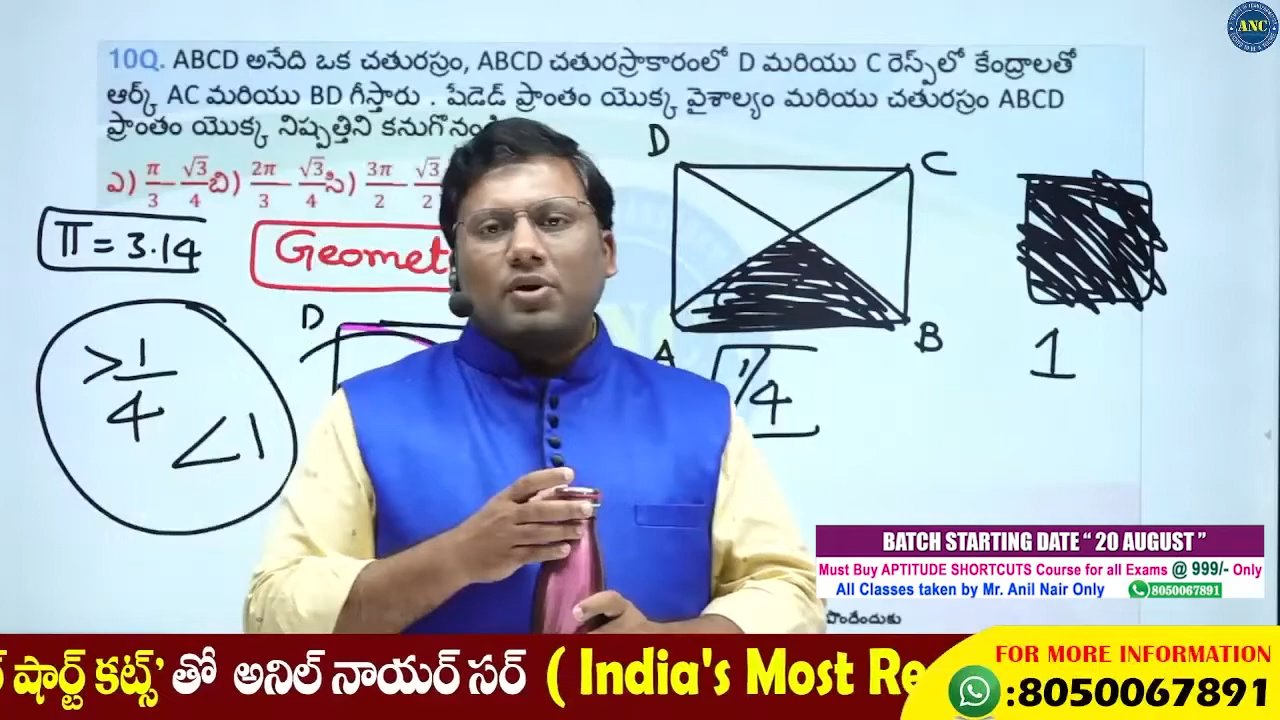 ANC
10Q. ABCD అనేది ఒక చతురస్రం, ABCD చతురస్రాకారంలో D మరియు C రెస్ప్‌లో కేంద్రాలతో
ఆర్క్ AC మరియు BD గీస్తారు . షేడెడ్ ప్రాంతం యొక్క వైశాల్యం మరియు చతురస్రం ABCD
ప్రాంతం యొక్క నిష్పత్తిని
ఎ) π/3 - √3/4 బి) 2π/3 - √3/4 సి) 3π/2 - √3/2
π = 3.14
Geomet
D
C
A
B
1/4
1
D
> 1/4
< 1
BATCH STARTING DATE “ 20 AUGUST ”
Must Buy APTITUDE SHORTCUTS Course for all Exams @ 999/- Only
All Classes taken by Mr. Anil Nair Only 8050067891
పొందేందుకు
షార్ట్ కట్స్' తో అనిల్ నాయర్ సర్ ( India's Most Re
FOR MORE INFORMATION
:8050067891